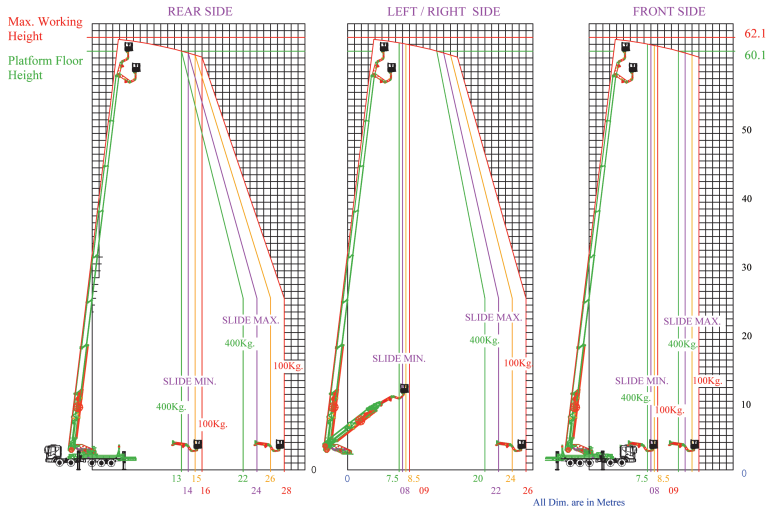 REAR SIDE
LEFT / RIGHT SIDE
FRONT SIDE
Max. Working
Height
Platform Floor
Height
62.1
60.1
50
40
30
20
10
0
SLIDE MAX.
400Kg.
100Kg.
SLIDE MIN.
400Kg.
100Kg.
13 15 22 26
14 16 24 28
SLIDE MAX.
400Kg.
100Kg.
SLIDE MIN.
0
0 7.5 8.5 20 24
08 09 22 26
SLIDE MAX.
400Kg.
100Kg.
SLIDE MIN.
400Kg.
100Kg.
7.5 8.5
08 09
All Dim. are in Metres